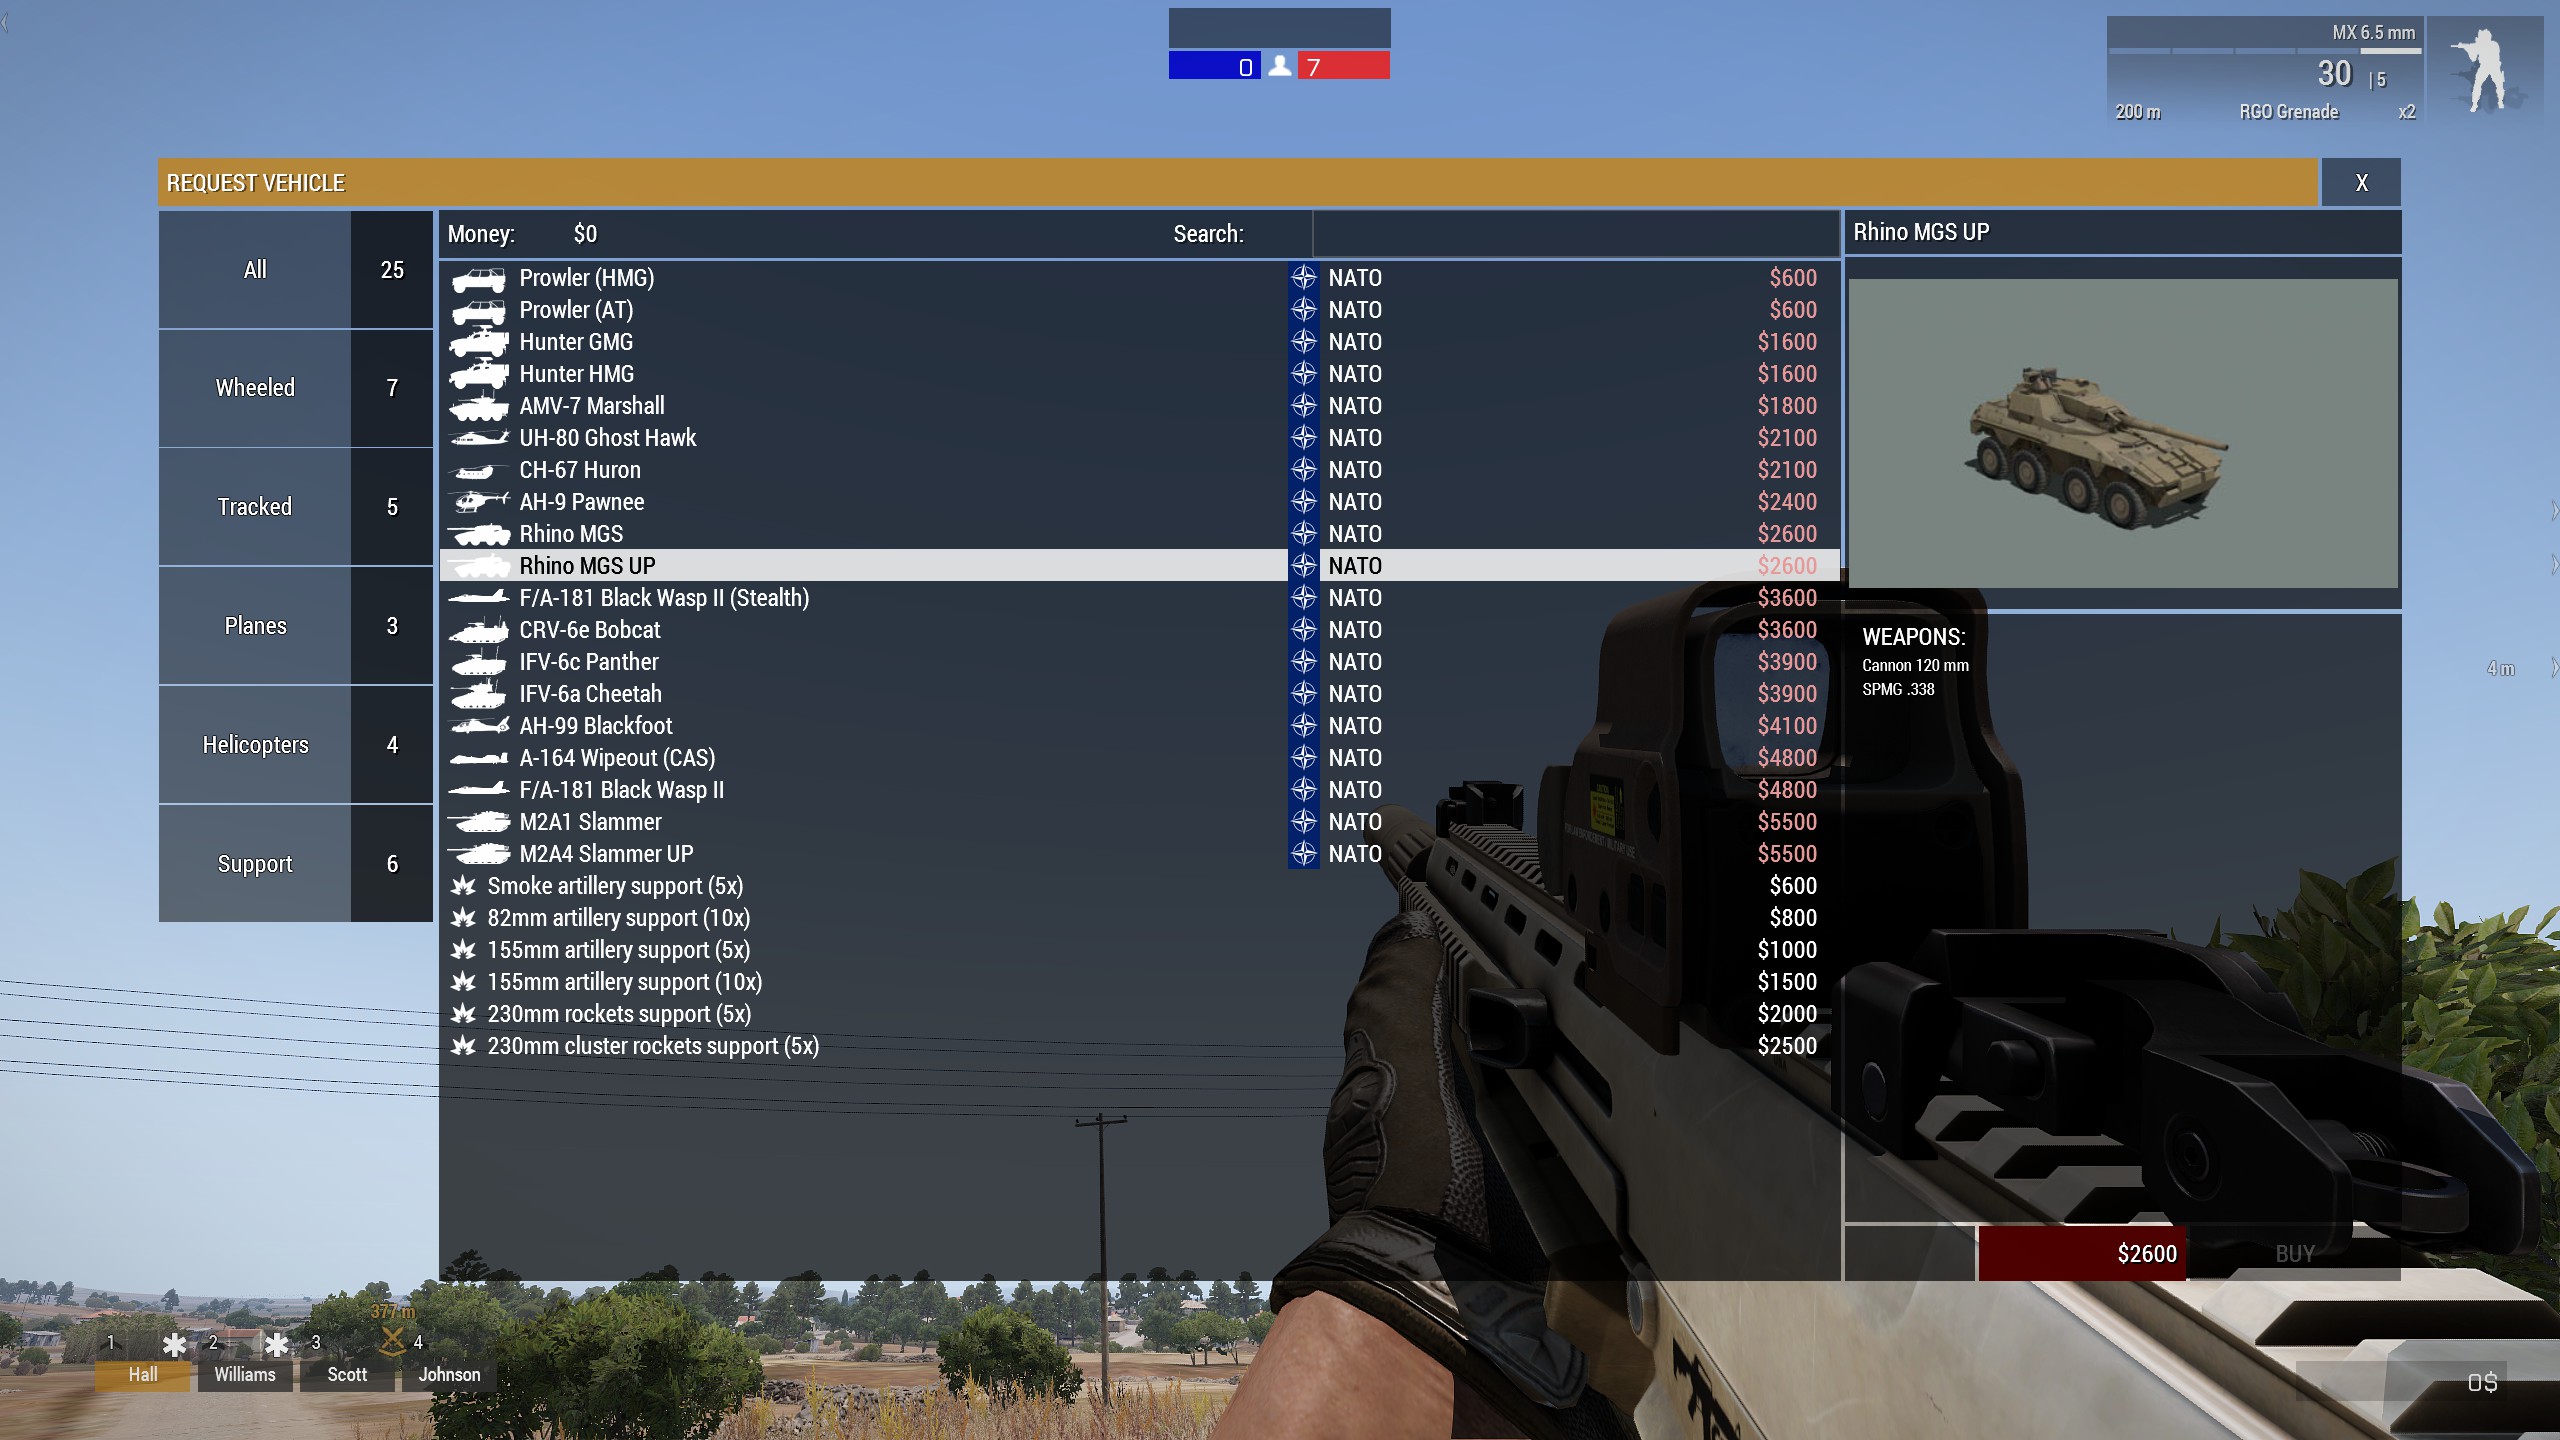 0 7
MX 6.5 mm
30 | 5
200 m RGO Grenade x2
REQUEST VEHICLE X
All 25
Wheeled 7
Tracked 5
Planes 3
Helicopters 4
Support 6
Money: $0 Search:
Prowler (HMG) NATO $600
Prowler (AT) NATO $600
Hunter GMG NATO $1600
Hunter HMG NATO $1600
AMV-7 Marshall NATO $1800
UH-80 Ghost Hawk NATO $2100
CH-67 Huron NATO $2100
AH-9 Pawnee NATO $2400
Rhino MGS NATO $2600
Rhino MGS UP NATO $2600
F/A-181 Black Wasp II (Stealth) NATO $3600
CRV-6e Bobcat NATO $3600
IFV-6c Panther NATO $3900
IFV-6a Cheetah NATO $3900
AH-99 Blackfoot NATO $4100
A-164 Wipeout (CAS) NATO $4800
F/A-181 Black Wasp II NATO $4800
M2A1 Slammer NATO $5500
M2A4 Slammer UP NATO $5500
Smoke artillery support (5x) $600
82mm artillery support (10x) $800
155mm artillery support (5x) $1000
155mm artillery support (10x) $1500
230mm rockets support (5x) $2000
230mm cluster rockets support (5x) $2500
Rhino MGS UP
WEAPONS:
Cannon 120 mm
SPMG .338
4 m
$2600 BUY
377 m
1 2 3 4
Hall Williams Scott Johnson
0$